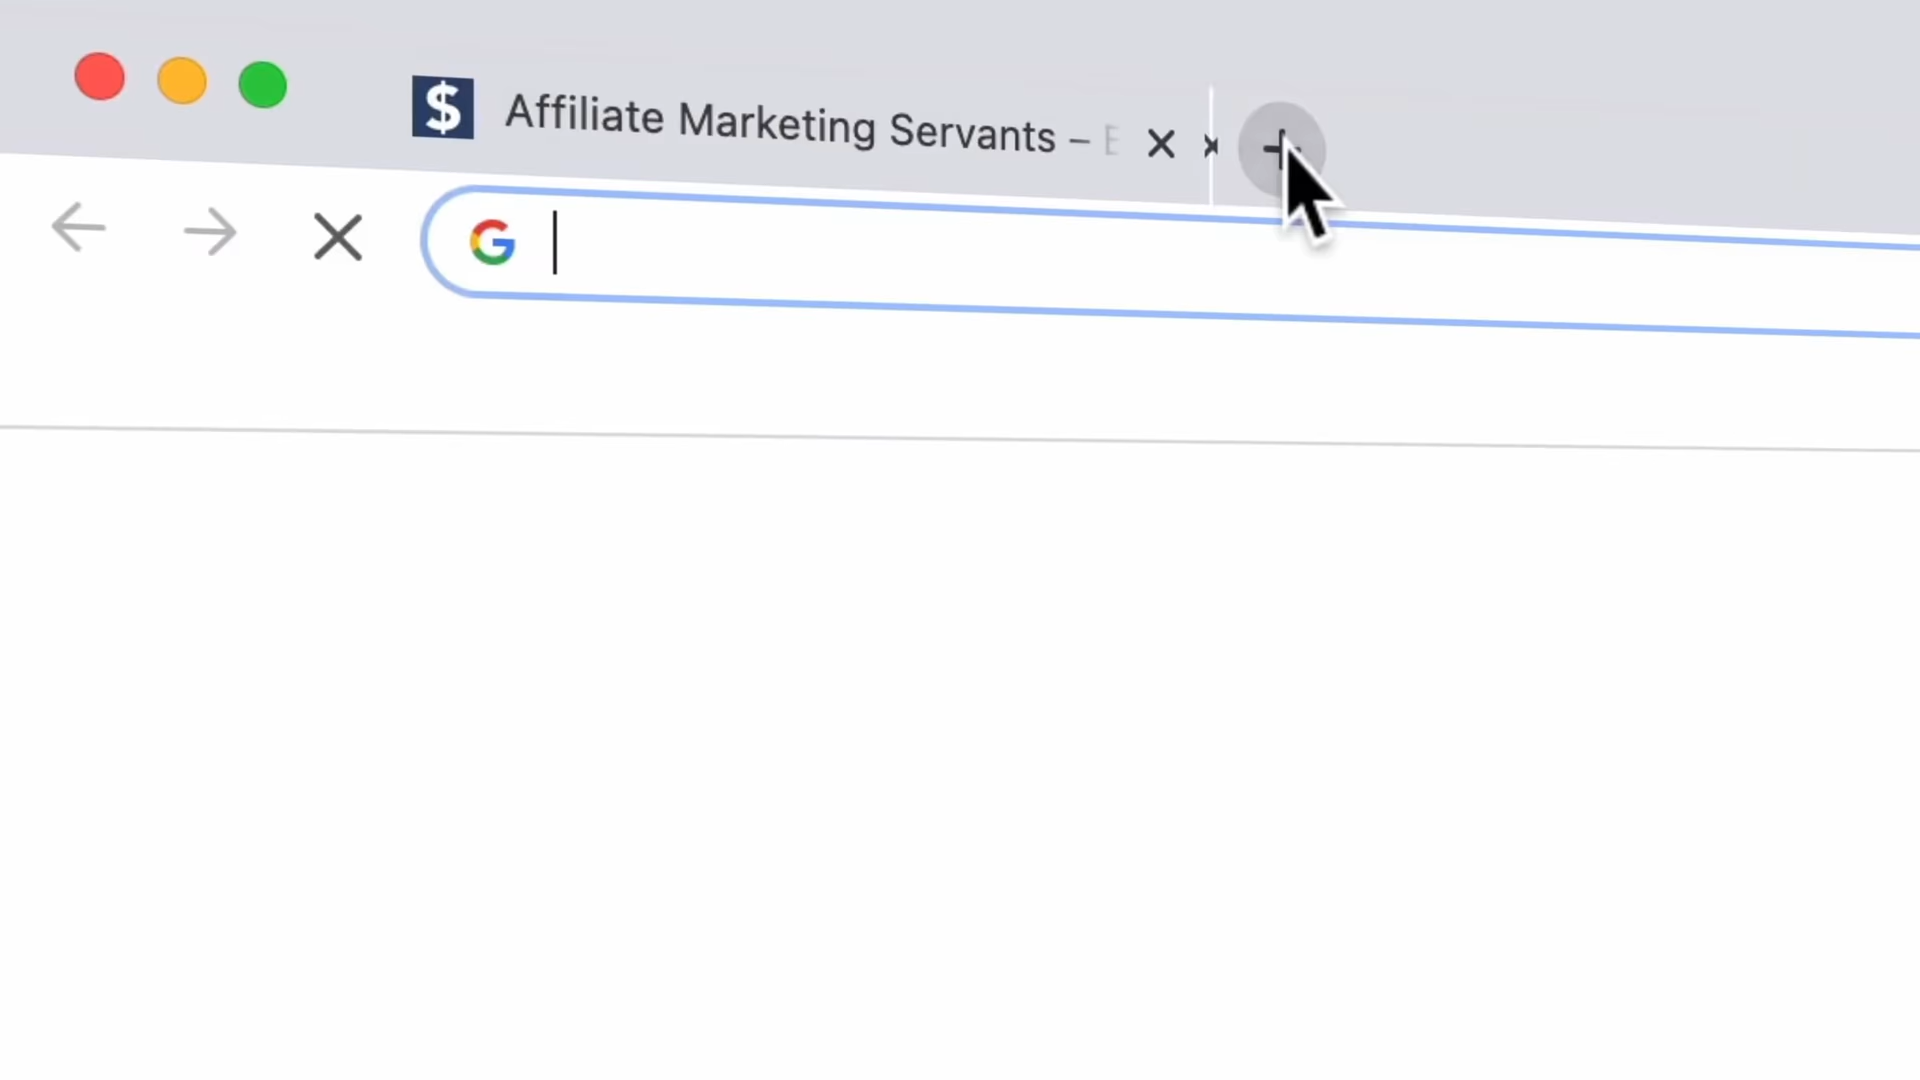 Affiliate Marketing Servants –